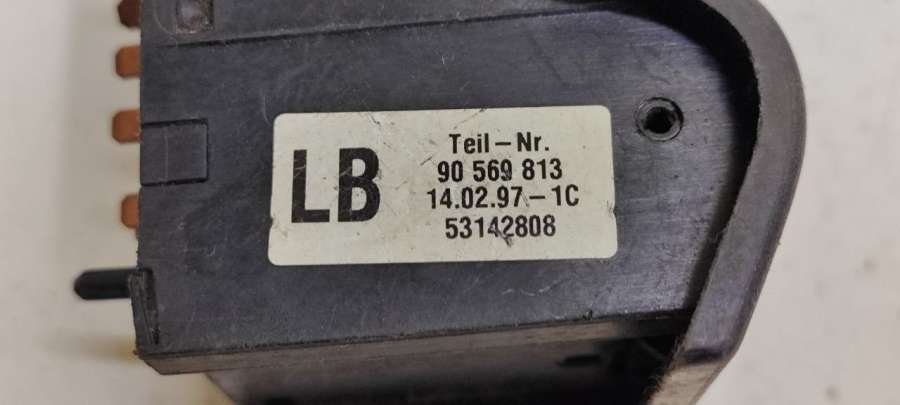 LB
Teil-Nr.
90 569 813
14.02.97-1C
53142808